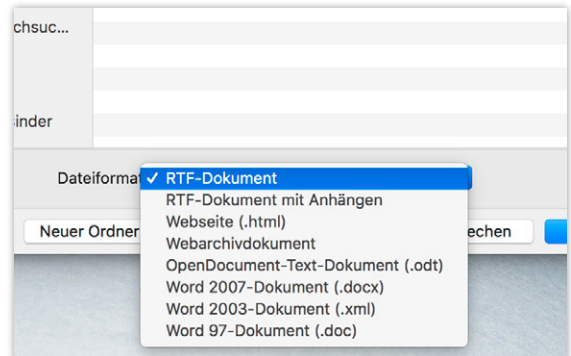 chsuc...
inder
Dateiformat
✓ RTF-Dokument
RTF-Dokument mit Anhängen
Webseite (.html)
Neuer Ordner
echen
Webarchivdokument
OpenDocument-Text-Dokument (.odt)
Word 2007-Dokument (.docx)
Word 2003-Dokument (.xml)
Word 97-Dokument (.doc)